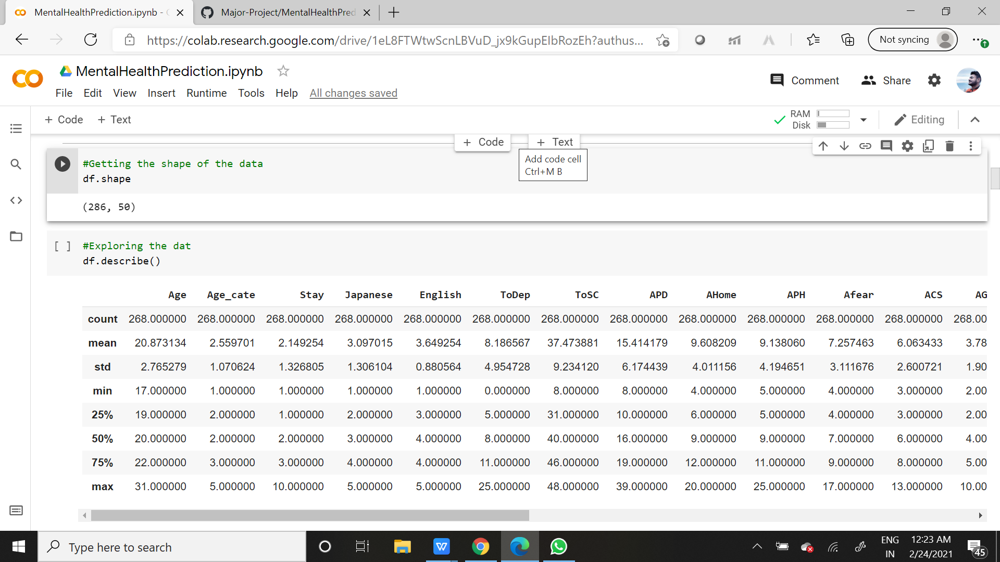 MentalHealthPrediction.ipynb -
Major-Project/MentalHealthPred
https://colab.research.google.com/drive/1eL8FTWtwScnLBVuD_jx9kGupEIbRozEh?authus...
Not syncing
MentalHealthPrediction.ipynb
Comment
Share
File Edit View Insert Runtime Tools Help All changes saved
+ Code + Text
RAM
Disk
Editing
+ Code + Text
Add code cell
Ctrl+M B
#Getting the shape of the data
df.shape
(286, 50)
[ ] #Exploring the dat
df.describe()
Age Age_cate Stay Japanese English ToDep ToSC APD AHome APH Afear ACS AG
count 268.000000 268.000000 268.000000 268.000000 268.000000 268.000000 268.000000 268.000000 268.000000 268.000000 268.000000 268.000000 268.00
mean 20.873134 2.559701 2.149254 3.097015 3.649254 8.186567 37.473881 15.414179 9.608209 9.138060 7.257463 6.063433 3.78
std 2.765279 1.070624 1.326805 1.306104 0.880564 4.954728 9.234120 6.174439 4.011156 4.194651 3.111676 2.600721 1.90
min 17.000000 1.000000 1.000000 1.000000 1.000000 0.000000 8.000000 8.000000 4.000000 5.000000 4.000000 3.000000 2.00
25% 19.000000 2.000000 1.000000 2.000000 3.000000 5.000000 31.000000 10.000000 6.000000 5.000000 4.000000 3.000000 2.00
50% 20.000000 2.000000 2.000000 3.000000 4.000000 8.000000 40.000000 16.000000 9.000000 9.000000 7.000000 6.000000 4.00
75% 22.000000 3.000000 3.000000 4.000000 4.000000 11.000000 46.000000 19.000000 12.000000 11.000000 9.000000 8.000000 5.00
max 31.000000 5.000000 10.000000 5.000000 5.000000 25.000000 48.000000 39.000000 20.000000 25.000000 17.000000 13.000000 10.00
Type here to search
ENG
IN
12:23 AM
2/24/2021
45